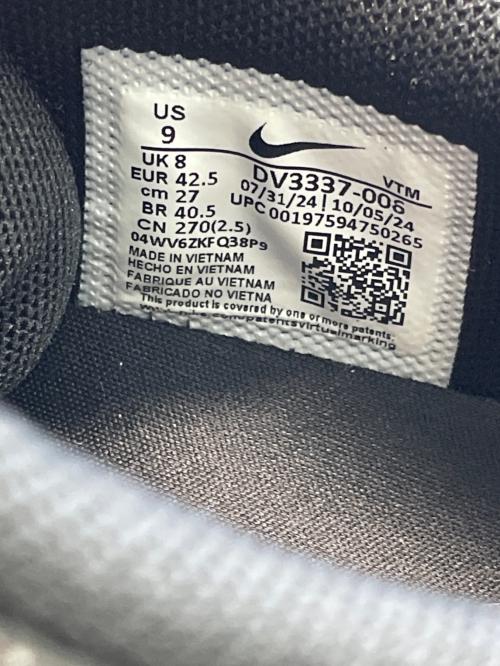 US
9
UK 8
EUR 42.5
cm 27
BR 40.5
CN 270(2.5)
04WV6ZKFQ38P9
MADE IN VIETNAM
HECHO EN VIETNAM
FABRIQUE AU VIETNAM
FABRICADO NO VIETNA
This product is covered by one or more patents.
VTM
DV3337-006
07/31/24 | 10/05/24
UPC 00197594750265